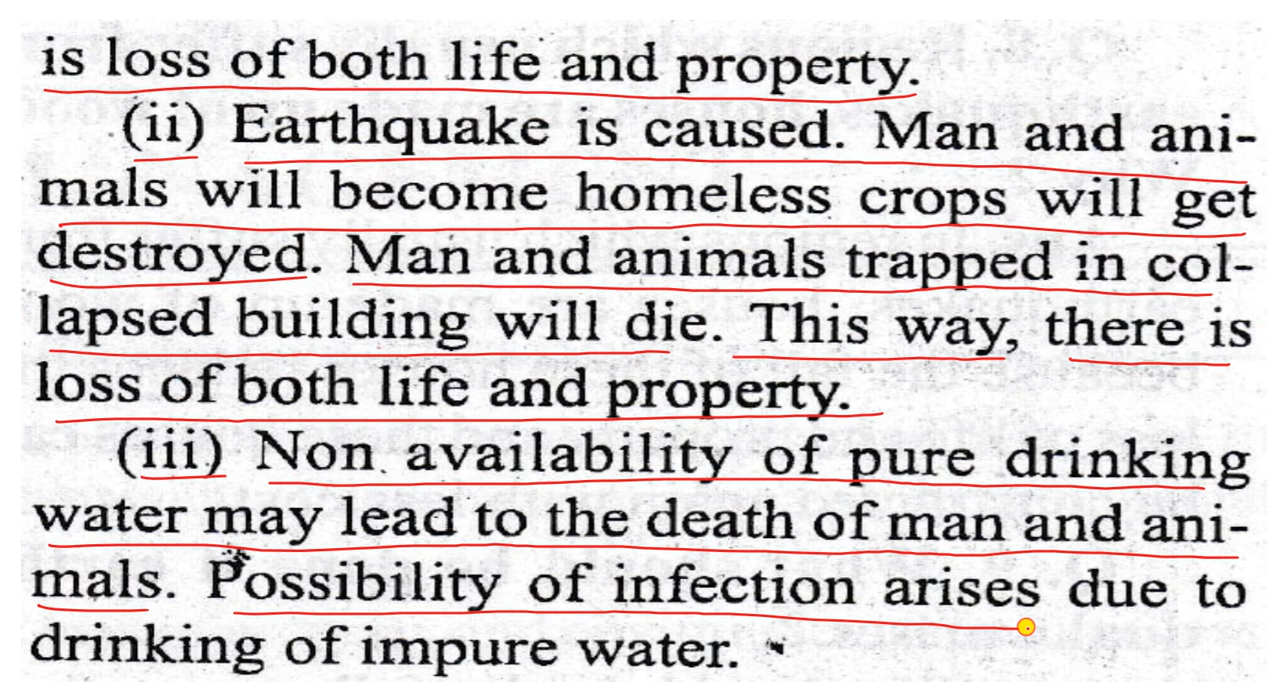 is loss of both life and property.
(ii) Earthquake is caused. Man and ani-
mals will become homeless crops will get
destroyed. Man and animals trapped in col-
lapsed building will die. This way, there is
loss of both life and property.
(iii) Non availability of pure drinking
water may lead to the death of man and ani-
mals. Possibility of infection arises due to
drinking of impure water.